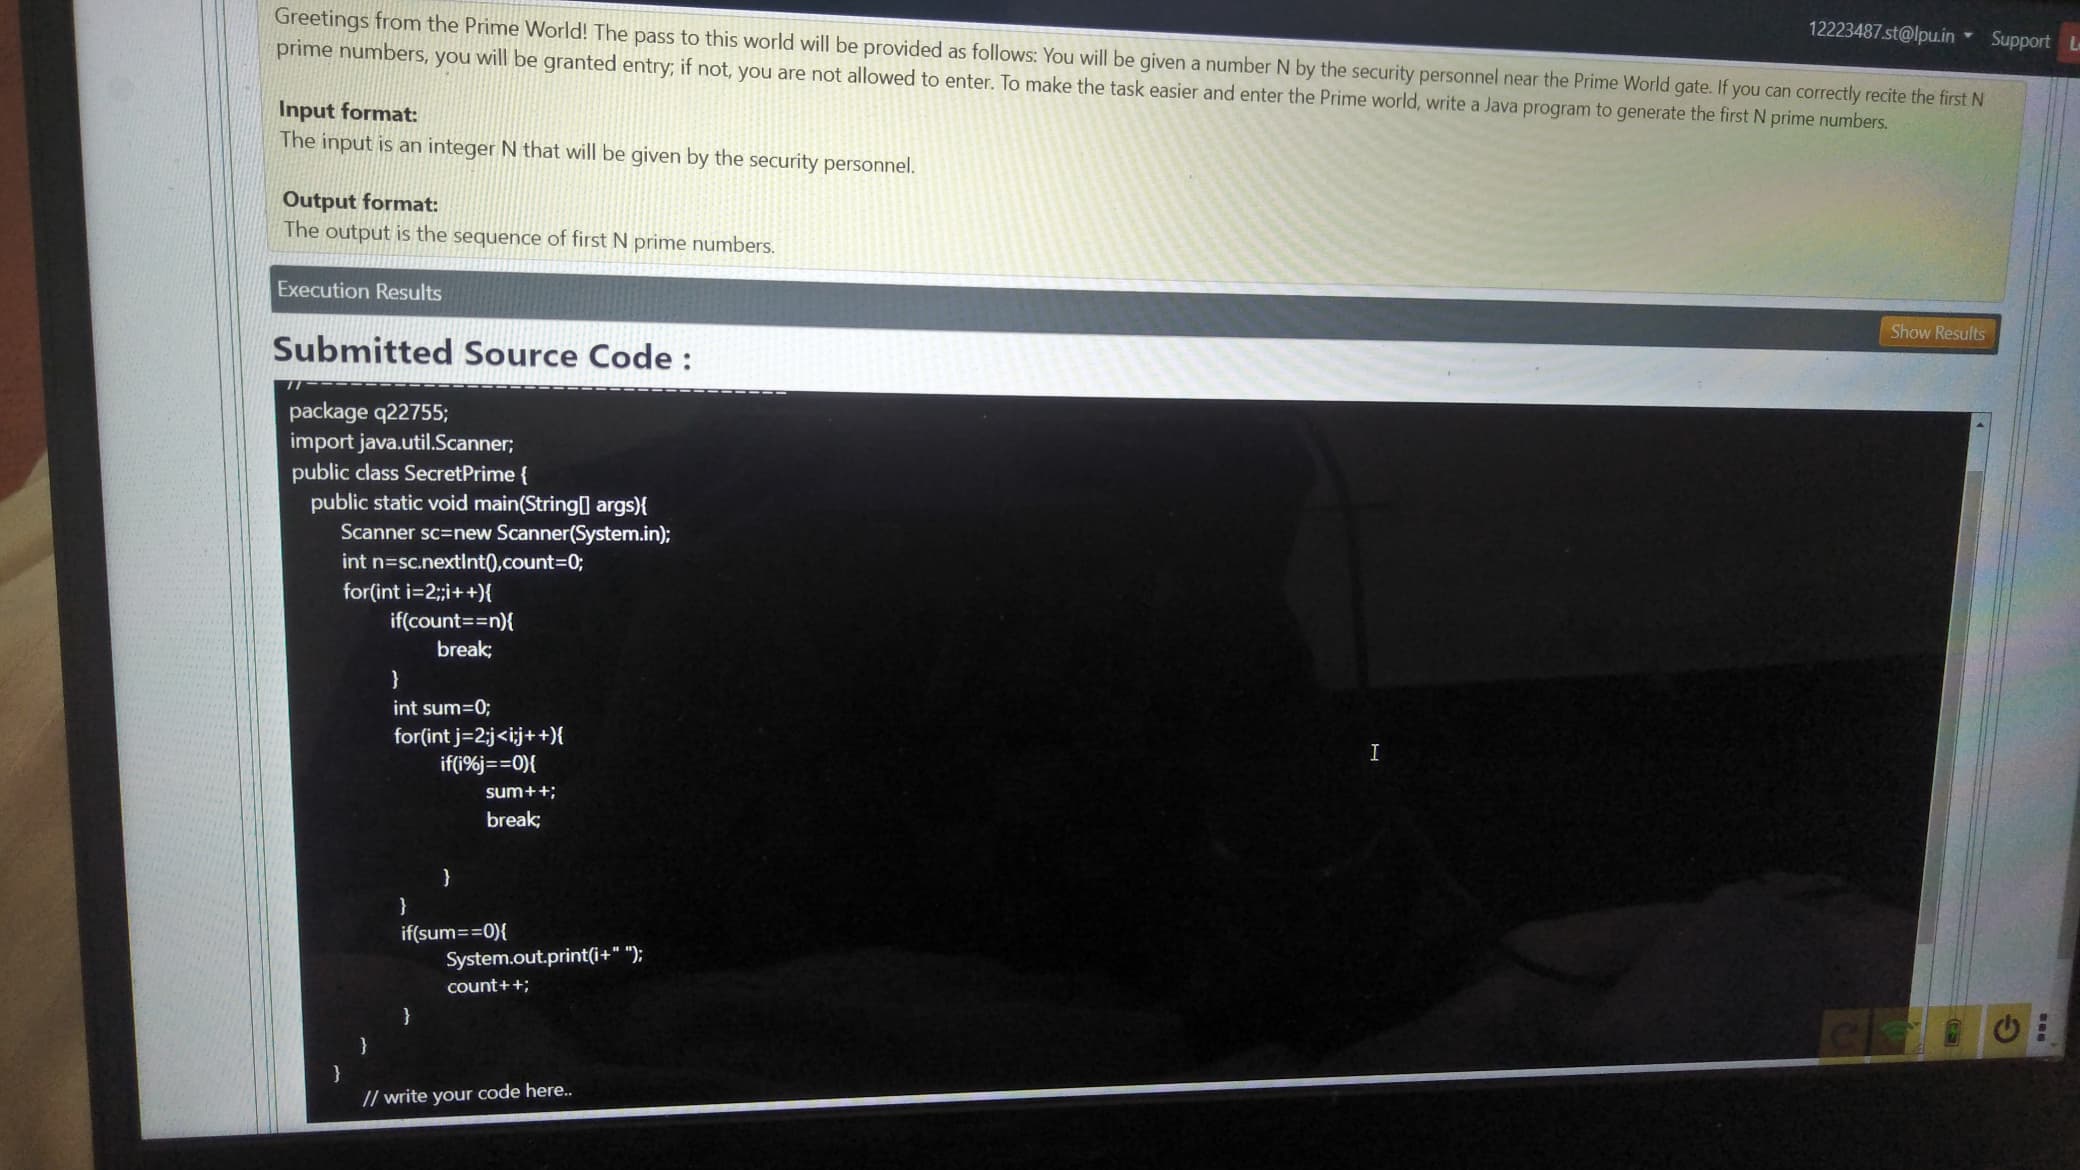 12223487.st@lpu.in Support
Greetings from the Prime World! The pass to this world will be provided as follows: You will be given a number N by the security personnel near the Prime World gate. If you can correctly recite the first N
prime numbers, you will be granted entry; if not, you are not allowed to enter. To make the task easier and enter the Prime world, write a Java program to generate the first N prime numbers.
Input format:
The input is an integer N that will be given by the security personnel.
Output format:
The output is the sequence of first N prime numbers.
Execution Results
Show Results
Submitted Source Code :
//-----------------------------------
package q22755;
import java.util.Scanner;
public class SecretPrime {
public static void main(String[] args){
Scanner sc=new Scanner(System.in);
int n=sc.nextInt(),count=0;
for(int i=2;;i++){
if(count==n){
break;
}
int sum=0;
for(int j=2;j<i;j++){
if(i%j==0){
sum++;
break;
}
}
if(sum==0){
System.out.print(i+" ");
count++;
}
}
}
// write your code here..